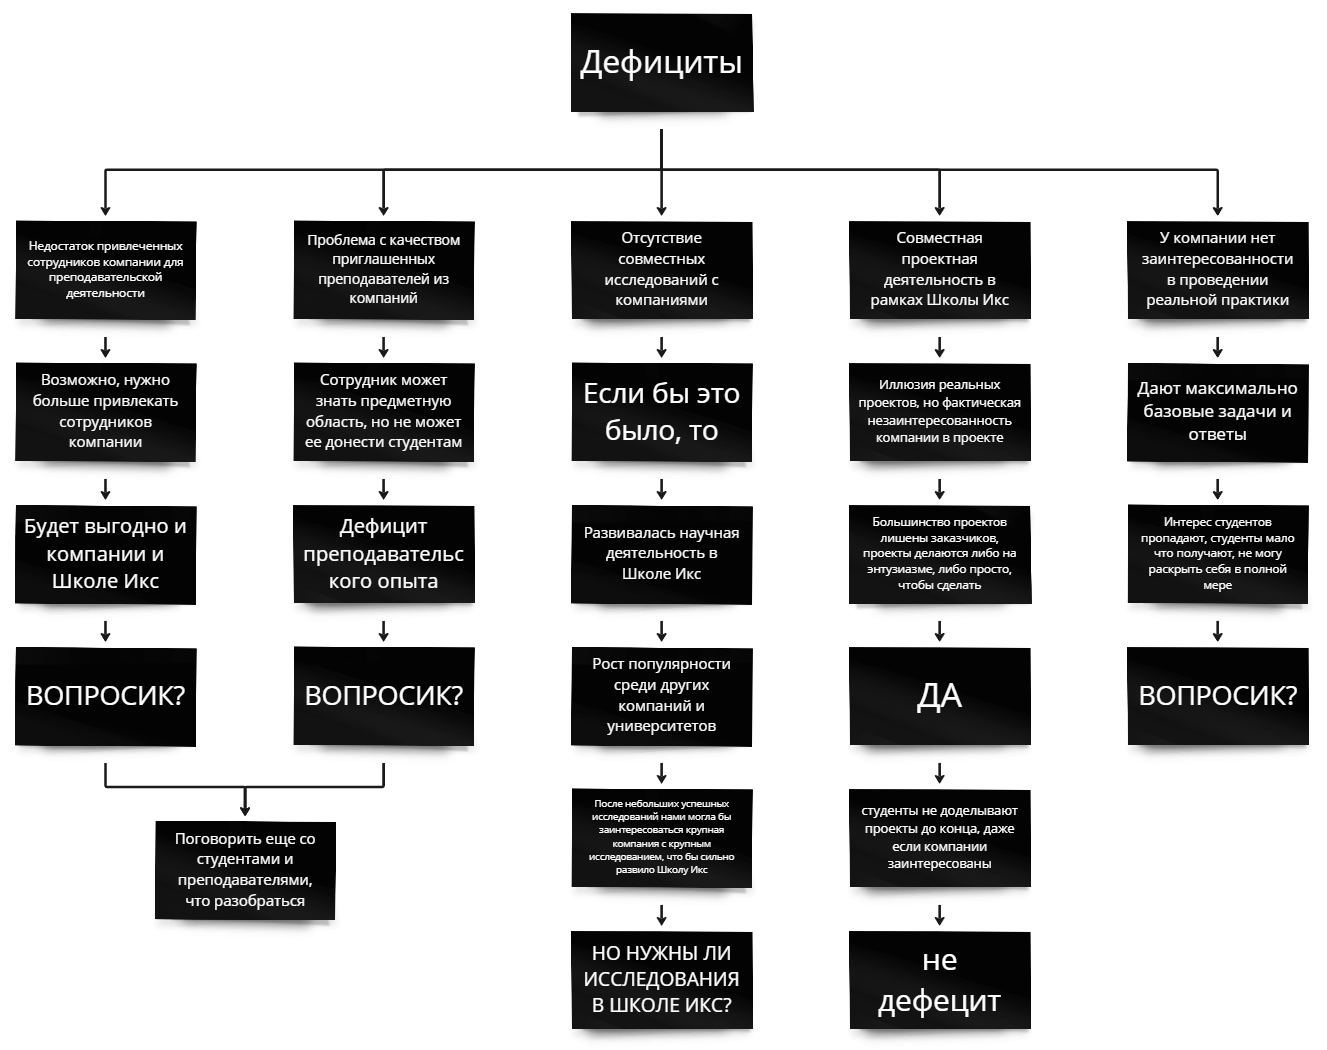 Дефициты
Недостаток привлеченных
сотрудников компании для
преподавательской
деятельности
Проблема с качеством
приглашенных
преподавателей из
компаний
Отсутствие
совместных
исследований с
компаниями
Совместная
проектная
деятельность в
рамках Школы Икс
У компании нет
заинтересованности
в проведении
реальной практики
Возможно, нужно
больше привлекать
сотрудников
компании
Сотрудник может
знать предметную
область, но не может
ее донести студентам
Если бы это
было, то
Иллюзия реальных
проектов, но фактическая
незаинтересованность
компании в проекте
Дают максимально
базовые задачи и
ответы
Будет выгодно и
компании и
Школе Икс
Дефицит
преподавательс
кого опыта
Развивалась научная
деятельность в
Школе Икс
Большинство проектов
лишены заказчиков,
проекты делаются либо на
энтузиазме, либо просто,
чтобы сделать
Интерес студентов
пропадают, студенты мало
что получают, не могу
раскрыть себя в полной
мере
ВОПРОСИК?
ВОПРОСИК?
Рост популярности
среди других
компаний и
университетов
ДА
ВОПРОСИК?
После небольших успешных
исследований нами могла бы
заинтересоваться крупная
компания с крупным
исследованием, что бы сильно
развило Школу Икс
студенты не доделывают
проекты до конца, даже
если компании
заинтересованы
Поговорить еще со
студентами и
преподавателями,
что разобраться
НО НУЖНЫ ЛИ
ИССЛЕДОВАНИЯ
В ШКОЛЕ ИКС?
не
дефецит